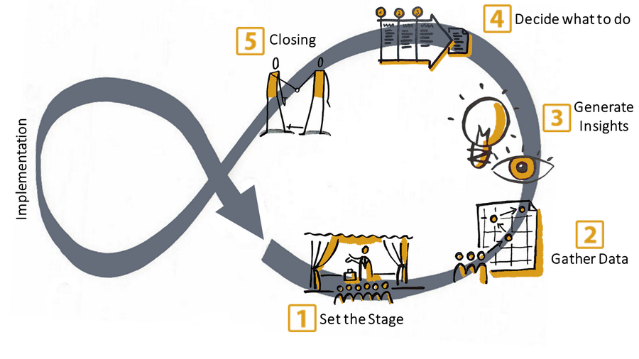 5 Closing
4 Decide what to do
3 Generate
Insights
2
Gather Data
1 Set the Stage
Implementation